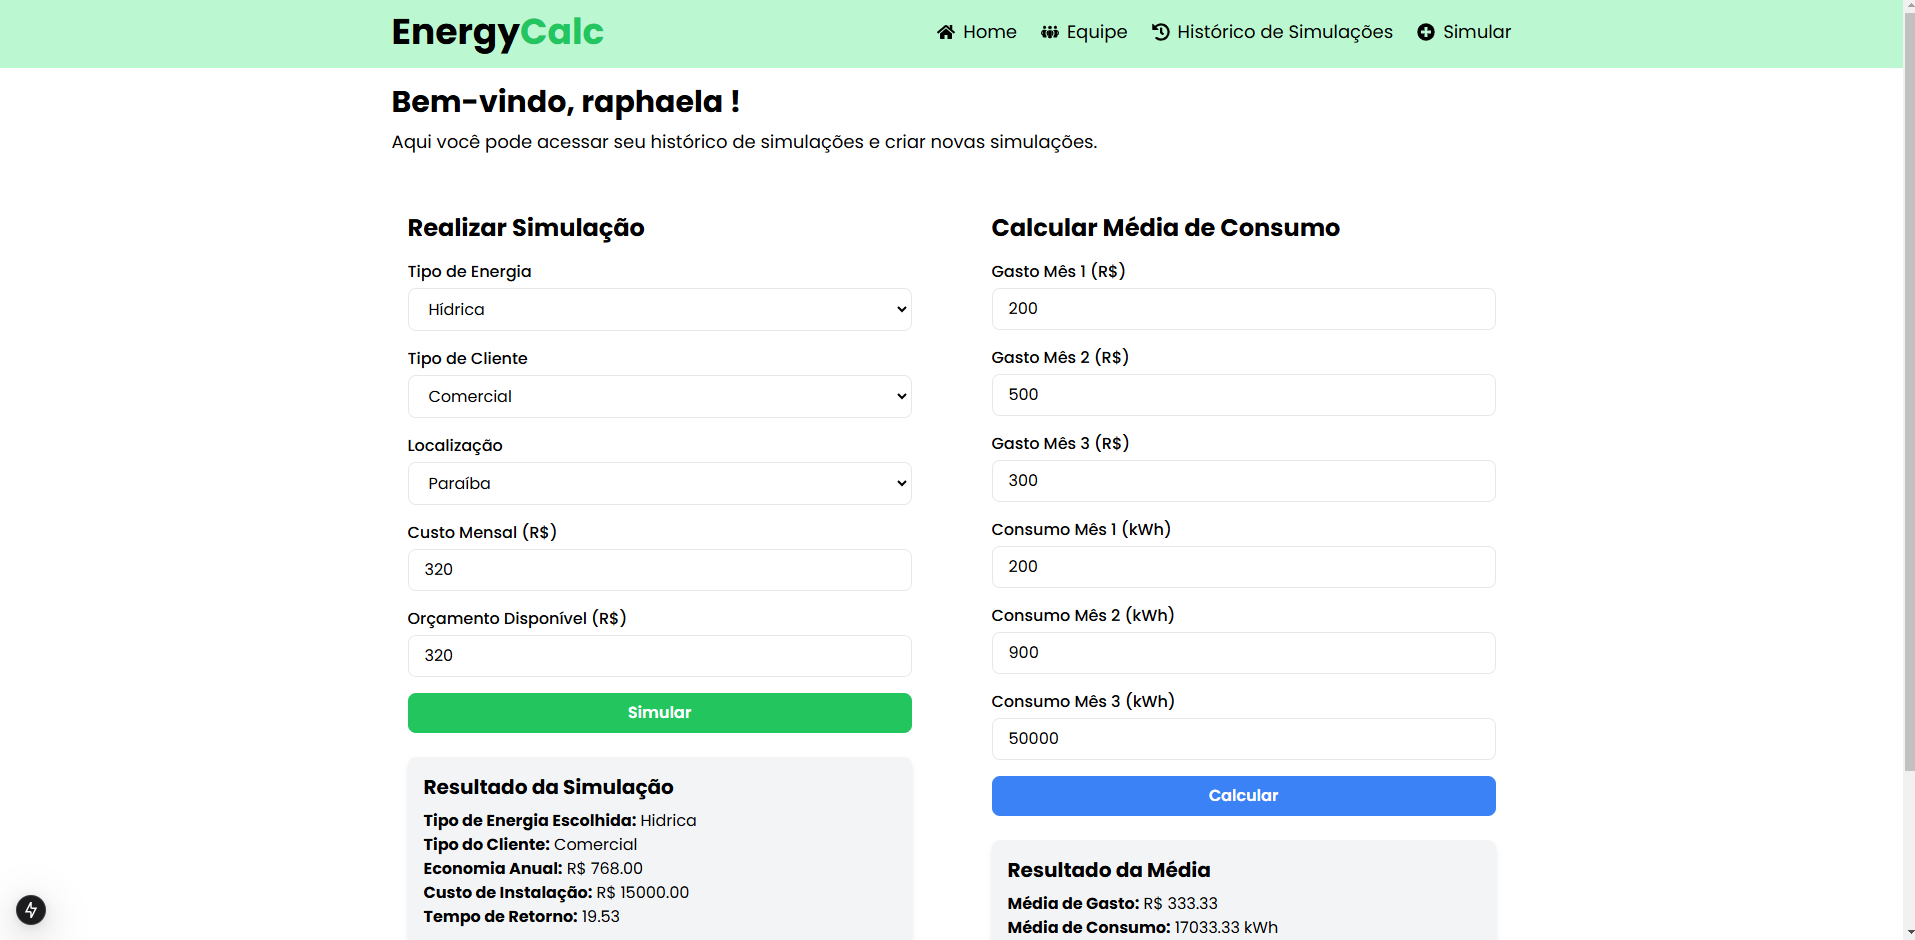 EnergyCalc
Home Equipe Histórico de Simulações Simular
Bem-vindo, raphaela !
Aqui você pode acessar seu histórico de simulações e criar novas simulações.
Realizar Simulação
Tipo de Energia
Hídrica
Tipo de Cliente
Comercial
Localização
Paraíba
Custo Mensal (R$)
320
Orçamento Disponível (R$)
320
Simular
Resultado da Simulação
Tipo de Energia Escolhida: Hidrica
Tipo do Cliente: Comercial
Economia Anual: R$ 768.00
Custo de Instalação: R$ 15000.00
Tempo de Retorno: 19.53
Calcular Média de Consumo
Gasto Mês 1 (R$)
200
Gasto Mês 2 (R$)
500
Gasto Mês 3 (R$)
300
Consumo Mês 1 (kWh)
200
Consumo Mês 2 (kWh)
900
Consumo Mês 3 (kWh)
50000
Calcular
Resultado da Média
Média de Gasto: R$ 333.33
Média de Consumo: 17033.33 kWh